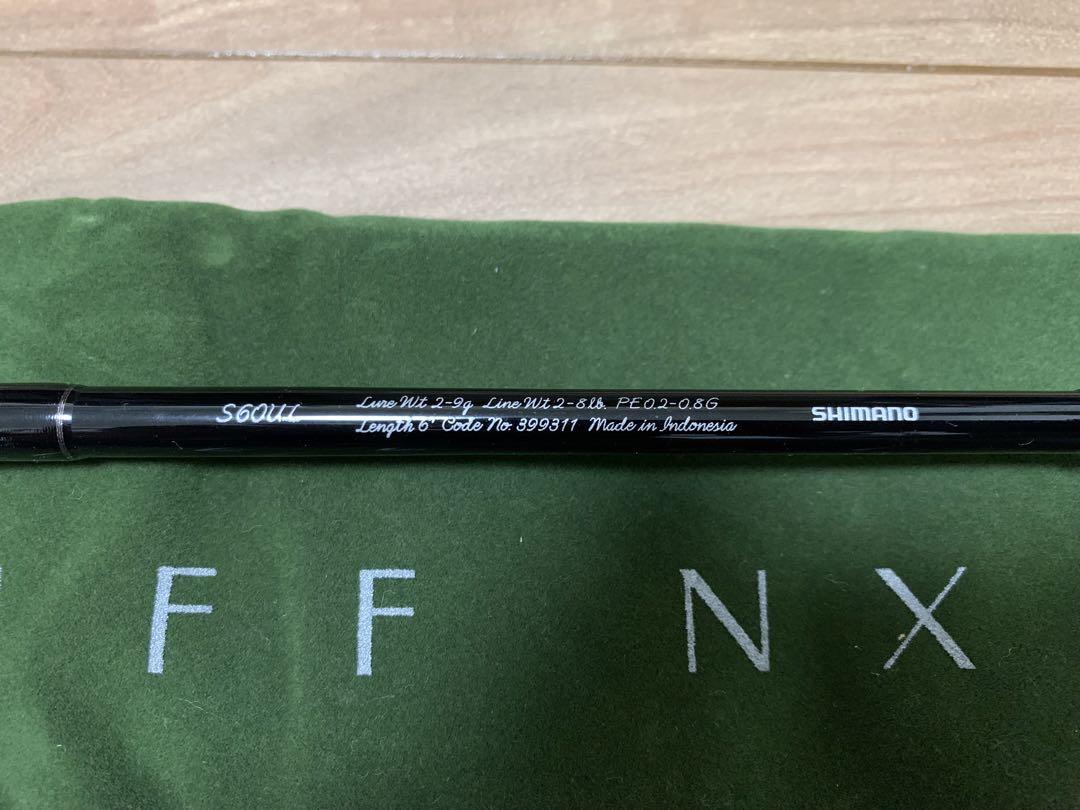 S60UL
Lure Wt 2-9g Line Wt 2-8lb. PE0.2-0.8G
Length 6' Code No. 399311 Made in Indonesia
SHIMANO
FF NX